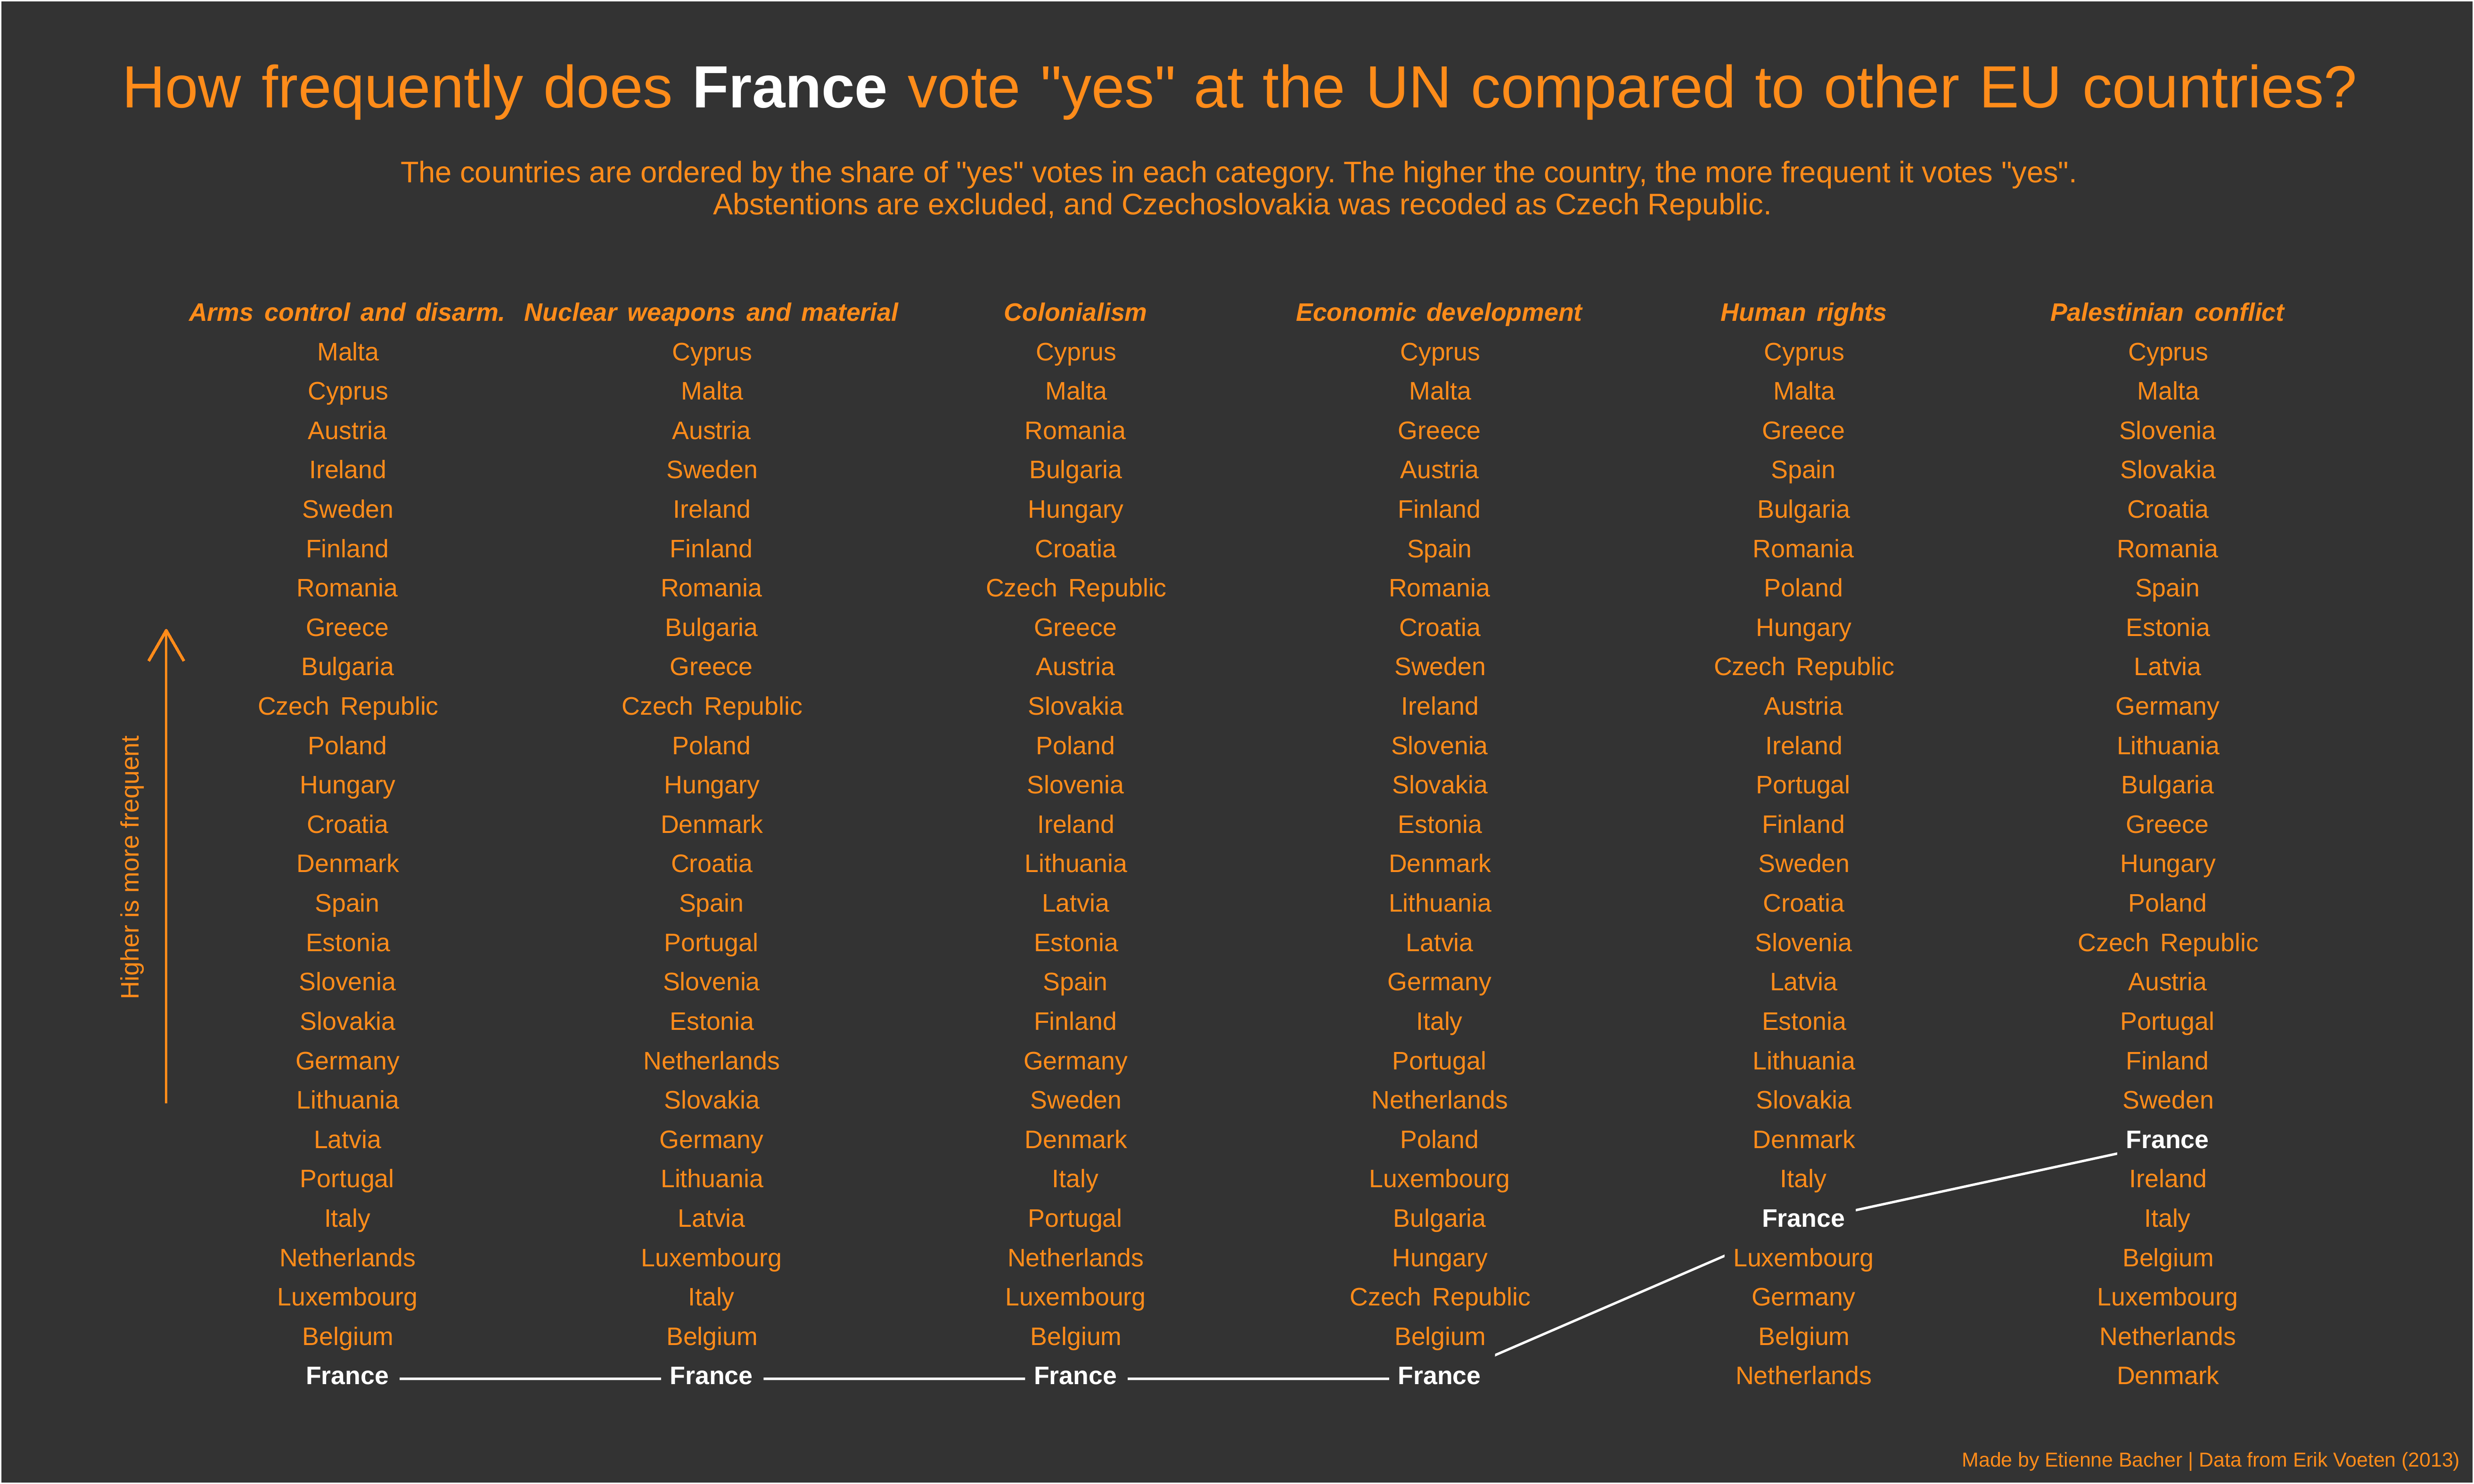 How frequently does France vote "yes" at the UN compared to other EU countries?
The countries are ordered by the share of "yes" votes in each category. The higher the country, the more frequent it votes "yes".
Abstentions are excluded, and Czechoslovakia was recoded as Czech Republic.
Arms control and disarm. Nuclear weapons and material Colonialism Economic development Human rights Palestinian conflict
Malta Cyprus Cyprus Cyprus Cyprus Cyprus
Cyprus Malta Malta Malta Malta Malta
Austria Austria Romania Greece Greece Slovenia
Ireland Sweden Bulgaria Austria Spain Slovakia
Sweden Ireland Hungary Finland Bulgaria Croatia
Finland Finland Croatia Spain Romania Romania
Romania Romania Czech Republic Romania Poland Spain
Greece Bulgaria Greece Croatia Hungary Estonia
Bulgaria Greece Austria Sweden Czech Republic Latvia
Czech Republic Czech Republic Slovakia Ireland Austria Germany
Poland Poland Poland Slovenia Ireland Lithuania
Hungary Hungary Slovenia Slovakia Portugal Bulgaria
Croatia Denmark Ireland Estonia Finland Greece
Denmark Croatia Lithuania Denmark Sweden Hungary
Spain Spain Latvia Lithuania Croatia Poland
Estonia Portugal Estonia Latvia Slovenia Czech Republic
Slovenia Slovenia Spain Germany Latvia Austria
Slovakia Estonia Finland Italy Estonia Portugal
Germany Netherlands Germany Portugal Lithuania Finland
Lithuania Slovakia Sweden Netherlands Slovakia Sweden
Latvia Germany Denmark Poland Denmark France
Portugal Lithuania Italy Luxembourg Italy Ireland
Italy Latvia Portugal Bulgaria France Italy
Netherlands Luxembourg Netherlands Hungary Luxembourg Belgium
Luxembourg Italy Luxembourg Czech Republic Germany Luxembourg
Belgium Belgium Belgium Belgium Belgium Netherlands
France France France France Netherlands Denmark
Higher is more frequent
Made by Etienne Bacher | Data from Erik Voeten (2013)